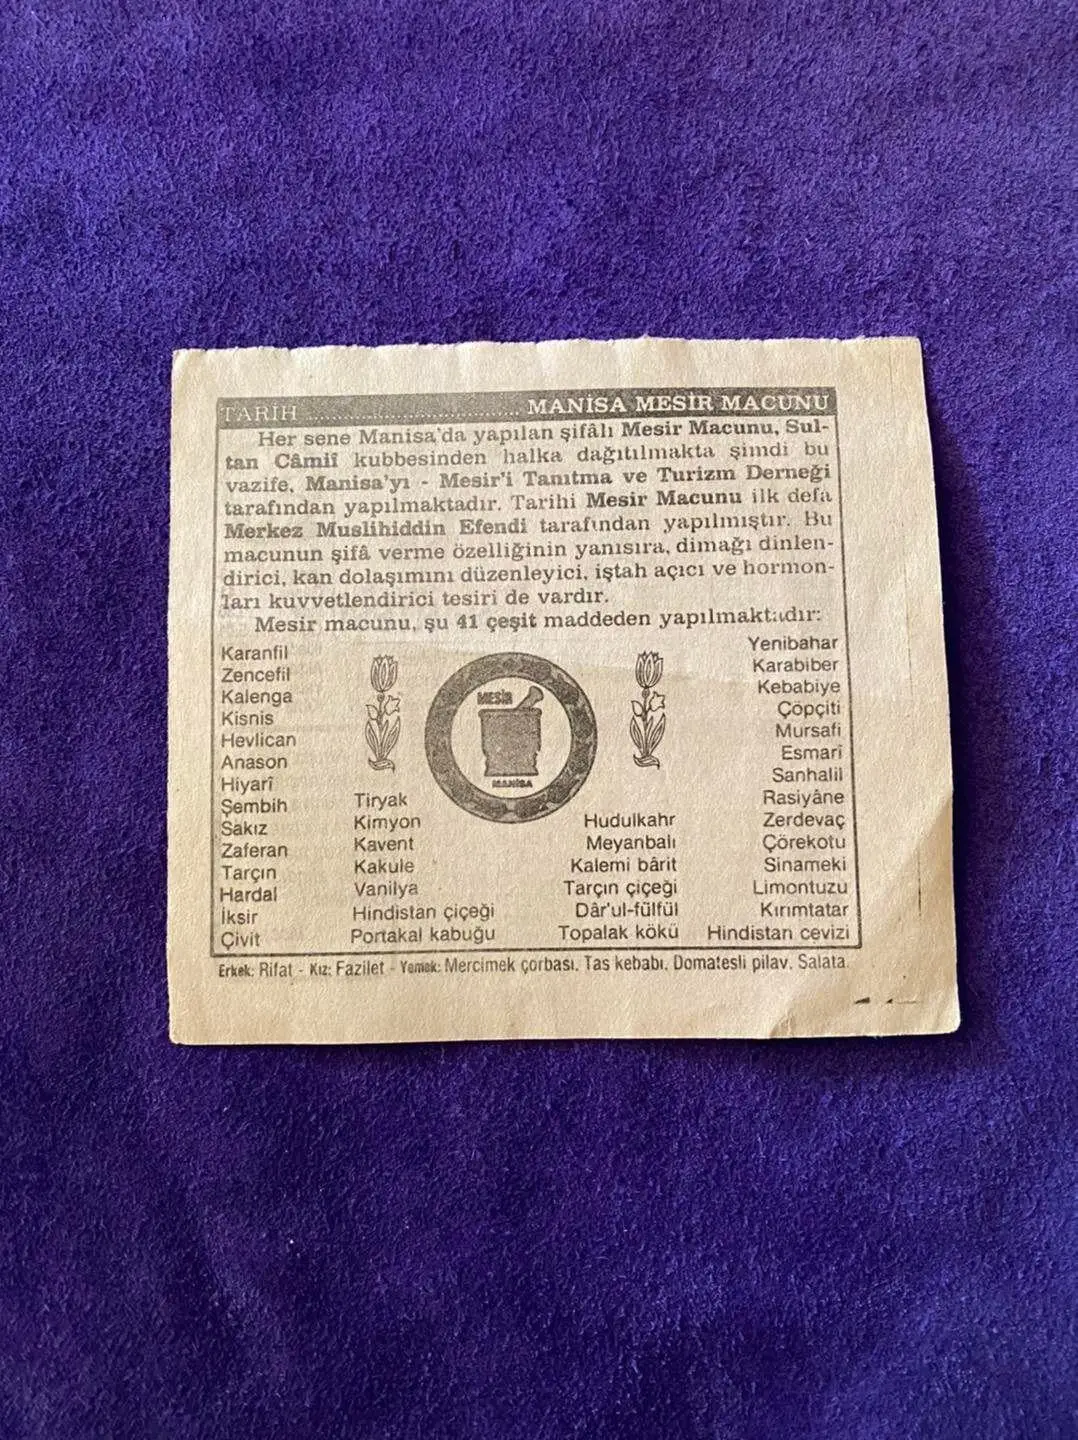 TARİH ..................................... MANİSA MESİR MACUNU
Her sene Manisa'da yapılan şifâlı Mesir Macunu, Sul-
tan Câmiî kubbesinden halka dağıtılmakta şimdi bu
vazife, Manisa'yı - Mesir'i Tanıtma ve Turizm Derneği
tarafından yapılmaktadır. Tarihi Mesir Macunu ilk defa
Merkez Muslihiddin Efendi tarafından yapılmıştır. Bu
macunun şifâ verme özelliğinin yanısıra, dimağı dinlen-
dirici, kan dolaşımını düzenleyici, iştah açıcı ve hormon-
ları kuvvetlendirici tesiri de vardır.
Mesir macunu, şu 41 çeşit maddeden yapılmaktadır:
Karanfil
Zencefil
Kalenga
Kisnis
Hevlican
Anason
Hiyarî
Şembih
Sakız
Zaferan
Tarçın
Hardal
İksir
Çivit
Tiryak
Kimyon
Kavent
Kakule
Vanilya
Hindistan çiçeği
Portakal kabuğu
MESİR
MANİSA
Hudulkahr
Meyanbalı
Kalemi bârit
Tarçın çiçeği
Dâr'ul-fülfül
Topalak kökü
Yenibahar
Karabiber
Kebabiye
Çöpçiti
Mursafi
Esmarî
Sanhalil
Rasiyâne
Zerdevaç
Çörekotu
Sinameki
Limontuzu
Kırımtatar
Hindistan cevizi
Erkek: Rifat - Kız: Fazilet - Yemek: Mercimek çorbası, Tas kebabı, Domatesli pilav, Salata.